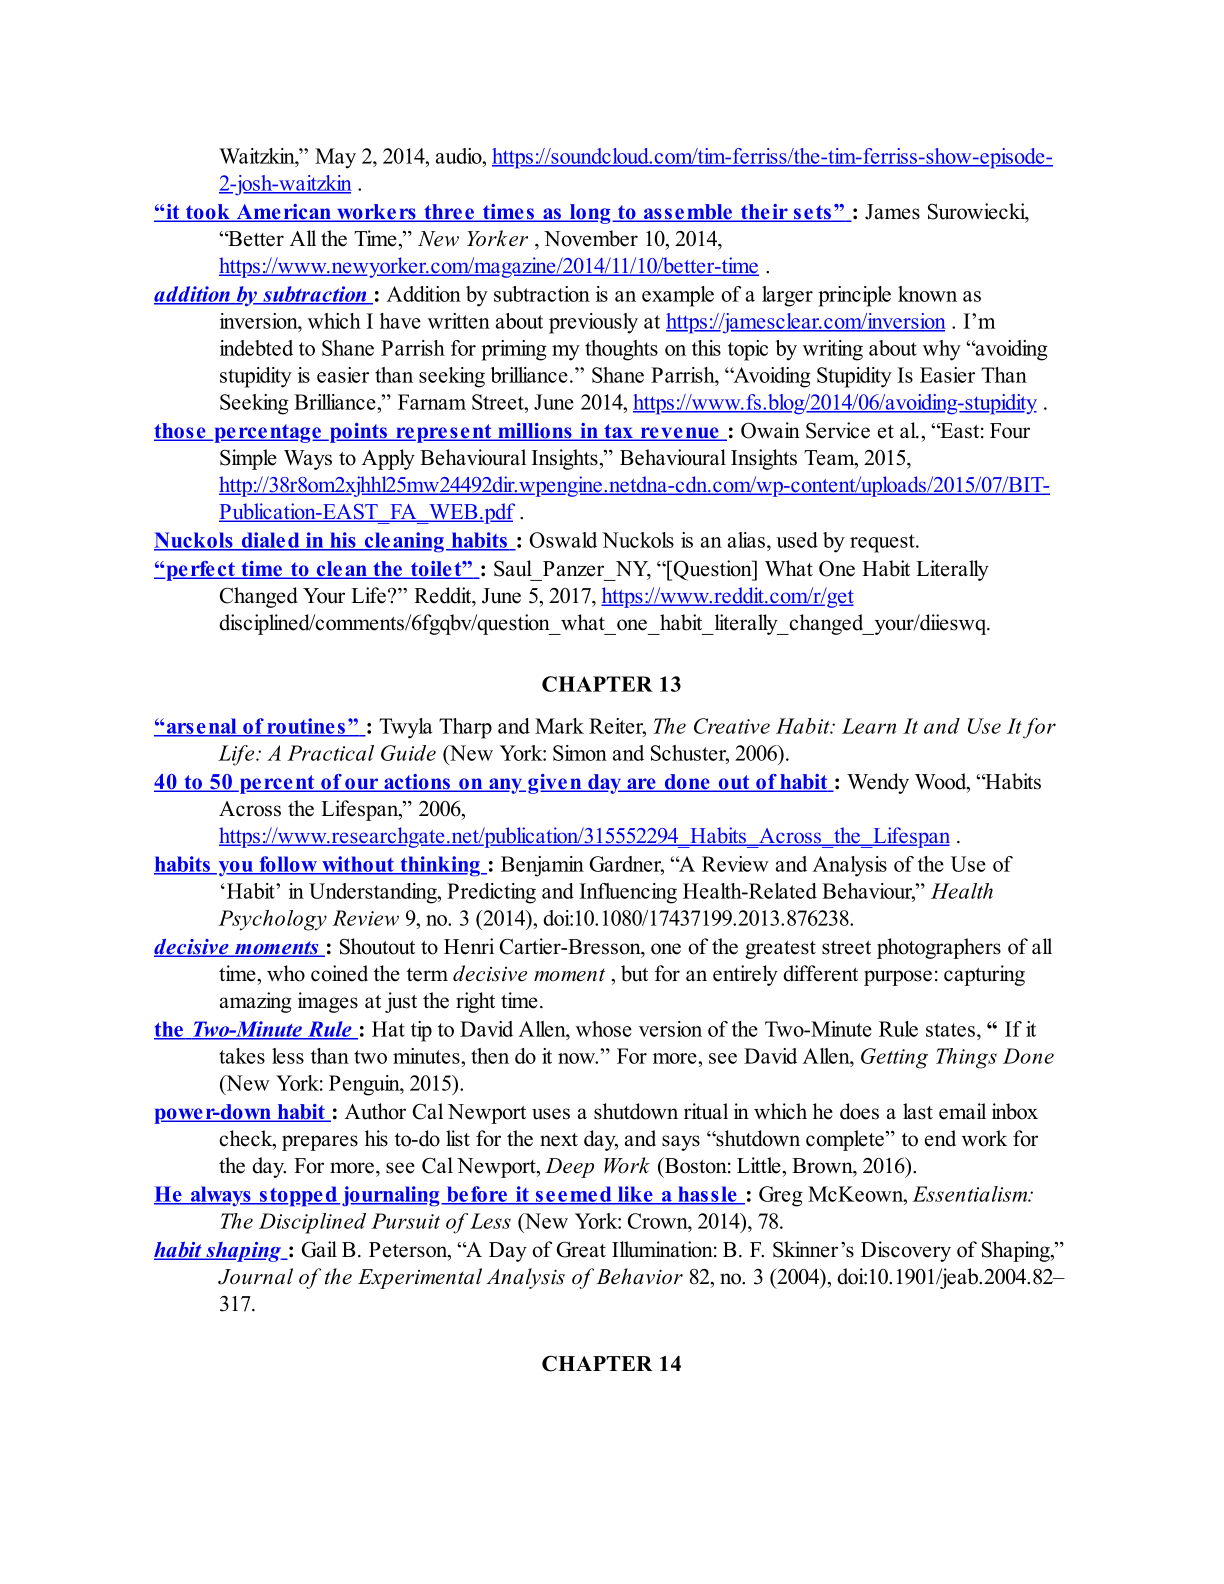 Waitzkin,” May 2, 2014, audio, https://soundcloud.com/tim-ferriss/the-tim-ferriss-show-episode-
2-josh-waitzkin .
“it took American workers three times as long to assemble their sets” : James Surowiecki,
“Better All the Time,” New Yorker , November 10, 2014,
https://www.newyorker.com/magazine/2014/11/10/better-time .
addition by subtraction : Addition by subtraction is an example of a larger principle known as
inversion, which I have written about previously at https://jamesclear.com/inversion . I’m
indebted to Shane Parrish for priming my thoughts on this topic by writing about why “avoiding
stupidity is easier than seeking brilliance.” Shane Parrish, “Avoiding Stupidity Is Easier Than
Seeking Brilliance,” Farnam Street, June 2014, https://www.fs.blog/2014/06/avoiding-stupidity .
those percentage points represent millions in tax revenue : Owain Service et al., “East: Four
Simple Ways to Apply Behavioural Insights,” Behavioural Insights Team, 2015,
http://38r8om2xjhhl25mw24492dir.wpengine.netdna-cdn.com/wp-content/uploads/2015/07/BIT-
Publication-EAST_FA_WEB.pdf .
Nuckols dialed in his cleaning habits : Oswald Nuckols is an alias, used by request.
“perfect time to clean the toilet” : Saul_Panzer_NY, “[Question] What One Habit Literally
Changed Your Life?” Reddit, June 5, 2017, https://www.reddit.com/r/get
disciplined/comments/6fgqbv/question_what_one_habit_literally_changed_your/diieswq.
CHAPTER 13
“arsenal of routines” : Twyla Tharp and Mark Reiter, The Creative Habit: Learn It and Use It for
Life: A Practical Guide (New York: Simon and Schuster, 2006).
40 to 50 percent of our actions on any given day are done out of habit : Wendy Wood, “Habits
Across the Lifespan,” 2006,
https://www.researchgate.net/publication/315552294_Habits_Across_the_Lifespan .
habits you follow without thinking : Benjamin Gardner, “A Review and Analysis of the Use of
‘Habit’ in Understanding, Predicting and Influencing Health-Related Behaviour,” Health
Psychology Review 9, no. 3 (2014), doi:10.1080/17437199.2013.876238.
decisive moments : Shoutout to Henri Cartier-Bresson, one of the greatest street photographers of all
time, who coined the term decisive moment , but for an entirely different purpose: capturing
amazing images at just the right time.
the Two-Minute Rule : Hat tip to David Allen, whose version of the Two-Minute Rule states, “ If it
takes less than two minutes, then do it now.” For more, see David Allen, Getting Things Done
(New York: Penguin, 2015).
power-down habit : Author Cal Newport uses a shutdown ritual in which he does a last email inbox
check, prepares his to-do list for the next day, and says “shutdown complete” to end work for
the day. For more, see Cal Newport, Deep Work (Boston: Little, Brown, 2016).
He always stopped journaling before it seemed like a hassle : Greg McKeown, Essentialism:
The Disciplined Pursuit of Less (New York: Crown, 2014), 78.
habit shaping : Gail B. Peterson, “A Day of Great Illumination: B. F. Skinner’s Discovery of Shaping,”
Journal of the Experimental Analysis of Behavior 82, no. 3 (2004), doi:10.1901/jeab.2004.82–
317.
CHAPTER 14